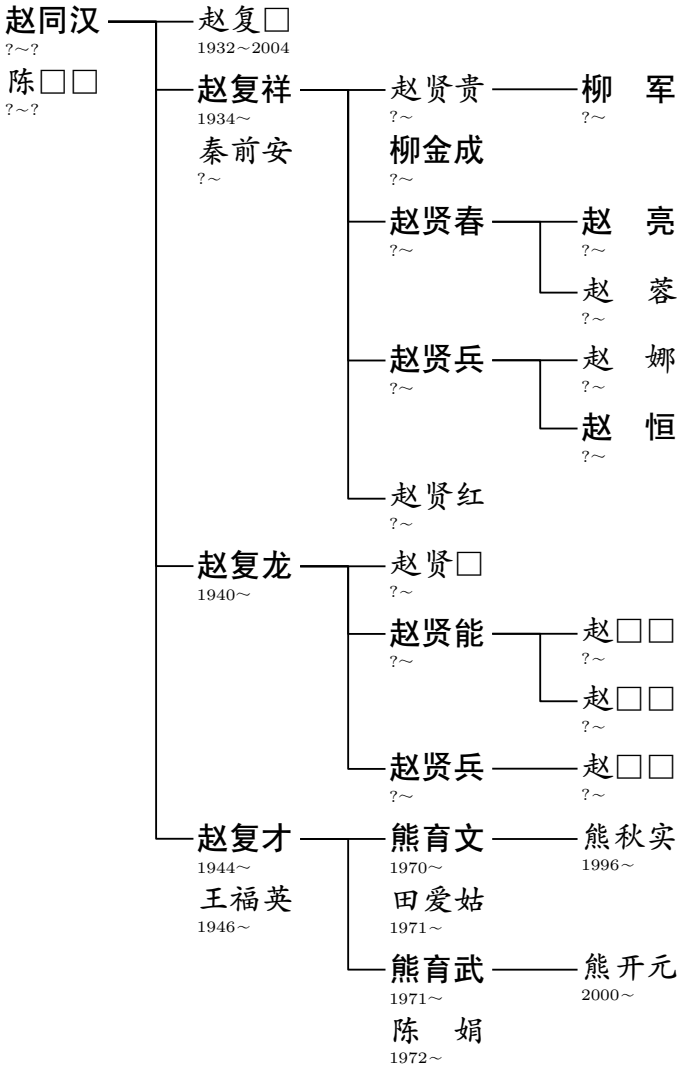 赵同汉
?~?
陈□□
?~?
赵复□
1932~2004
赵复祥
1934~
秦前安
?~
赵贤贵
?~
柳金成
?~
柳 军
?~
赵贤春
?~
赵 亮
?~
赵 蓉
?~
赵贤兵
?~
赵 娜
?~
赵 恒
?~
赵贤红
?~
赵复龙
1940~
赵贤□
?~
赵贤能
?~
赵□□
?~
赵□□
?~
赵贤兵
?~
赵□□
?~
赵复才
1944~
王福英
1946~
熊育文
1970~
田爱姑
1971~
熊秋实
1996~
熊育武
1971~
陈 娟
1972~
熊开元
2000~